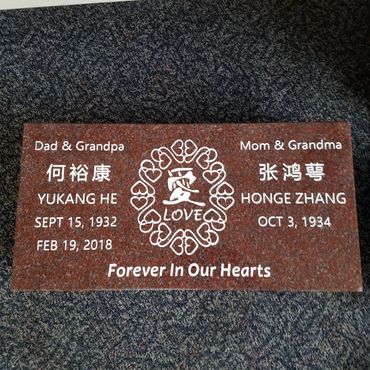 Dad & Grandpa
何裕康
YUKANG HE
SEPT 15, 1932
FEB 19, 2018
愛
LOVE
Mom & Grandma
张鸿萼
HONGE ZHANG
OCT 3, 1934
Forever In Our Hearts